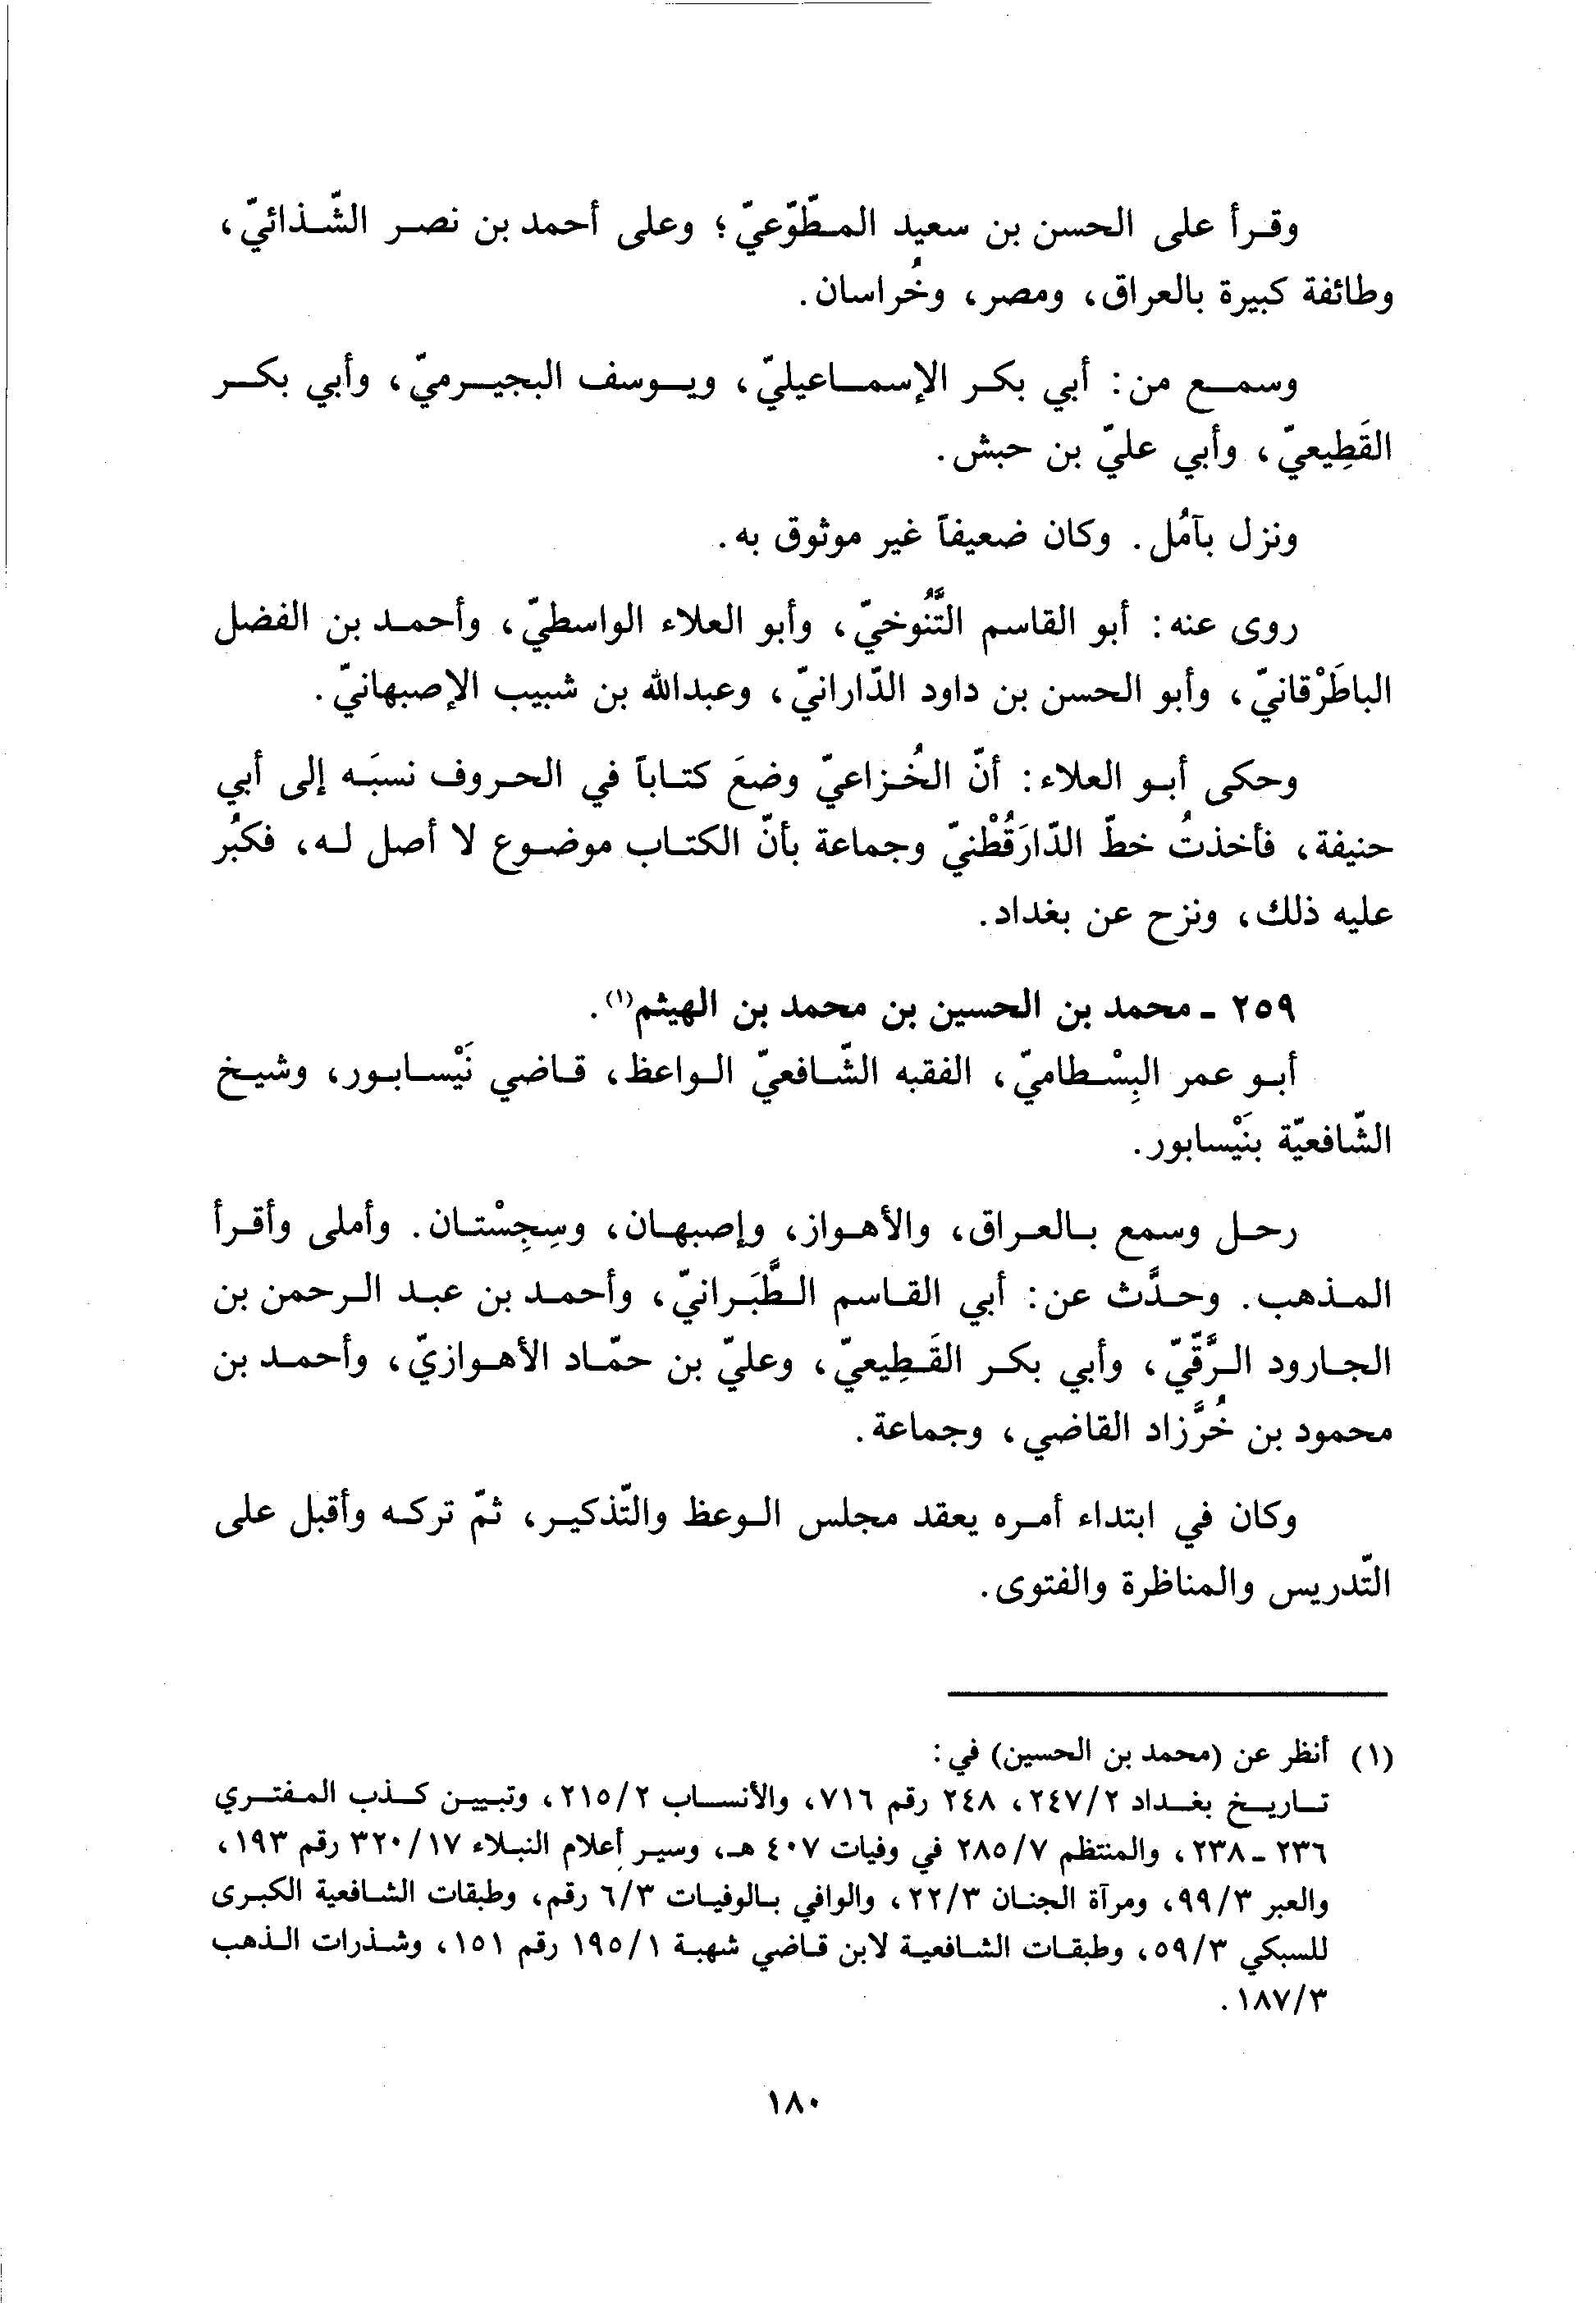 وقرأ على الحسن بن سعيد المطّوّعيّ؛ وعلى أحمد بن نصر الشّذائيّ،
وطائفة كبيرة بالعراق، ومصر، وخُراسان.
وسمع من: أبي بكر الإسماعيليّ، ويوسف البجيرميّ، وأبي بكر
القَطِيعيّ، وأبي عليّ بن حبش.
ونزل بآمُل. وكان ضعيفاً غير موثوق به.
روى عنه: أبو القاسم التَّنُوخيّ، وأبو العلاء الواسطيّ، وأحمد بن الفضل
الباطَرْقانيّ، وأبو الحسن بن داود الدّارانيّ، وعبدالله بن شبيب الإصبهانيّ.
وحكى أبو العلاء: أنّ الخُزاعيّ وضعَ كتاباً في الحروف نسبَه إلى أبي
حنيفة، فأخذتُ خطّ الدّارَقُطْنيّ وجماعة بأنّ الكتاب موضوع لا أصل له، فكبُر
عليه ذلك، ونزح عن بغداد.
٢٥٩ - محمد بن الحسين بن محمد بن الهيثم(١).
أبو عمر البِسْطاميّ، الفقيه الشّافعيّ الواعظ، قاضي نَيْسابور، وشيخ
الشّافعيّة بنَيْسابور.
رحل وسمع بالعراق، والأهواز، وإصبهان، وسِجِسْتان. وأملى وأقرأ
المذهب. وحدَّث عن: أبي القاسم الطَّبَرانيّ، وأحمد بن عبد الرحمن بن
الجارود الرَّقّيّ، وأبي بكر القَطِيعيّ، وعليّ بن حمّاد الأهوازيّ، وأحمد بن
محمود بن خُرَّزاد القاضي، وجماعة.
وكان في ابتداء أمره يعقد مجلس الوعظ والتّذكير، ثمّ تركه وأقبل على
التّدريس والمناظرة والفتوى.
(١) أنظر عن (محمد بن الحسين) في:
تاريخ بغداد ٢٤٧/٢، ٢٤٨ رقم ٧١٦، والأنساب ٢١٥/٢، وتبيين كذب المفتري
٢٣٦ - ٢٣٨، والمنتظم ٢٨٥/٧ في وفيات ٤٠٧ هـ، وسير أعلام النبلاء ٣٢٠/١٧ رقم ١٩٣،
والعبر ٩٩/٣، ومرآة الجنان ٢٢/٣، والوافي بالوفيات ٦/٣ رقم، وطبقات الشافعية الكبرى
للسبكي ٥٩/٣، وطبقات الشافعية لابن قاضي شهبة ١٩٥/١ رقم ١٥١، وشذرات الذهب
١٨٧/٣.
١٨٠